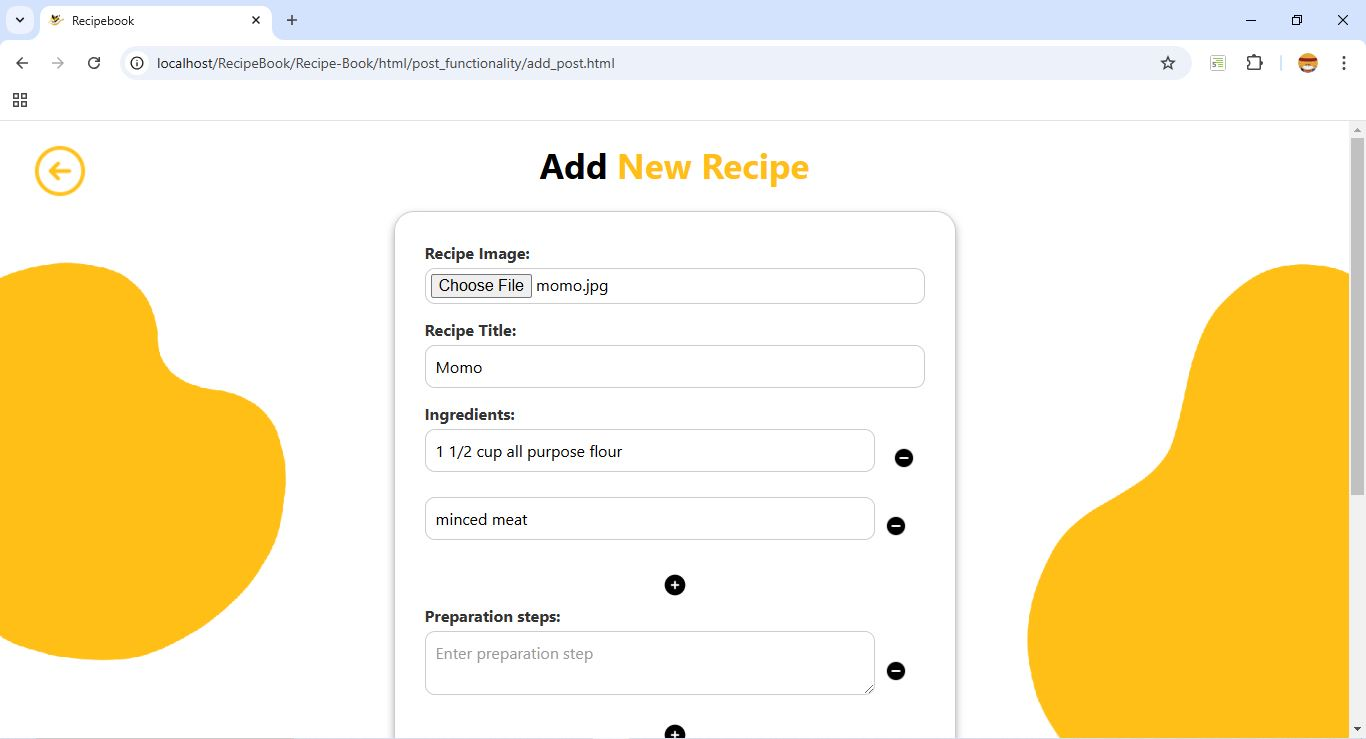 Recipebook
localhost/RecipeBook/Recipe-Book/html/post_functionality/add_post.html
Add New Recipe
Recipe Image:
Choose File momo.jpg
Recipe Title:
Momo
Ingredients:
1 1/2 cup all purpose flour
minced meat
Preparation steps:
Enter preparation step